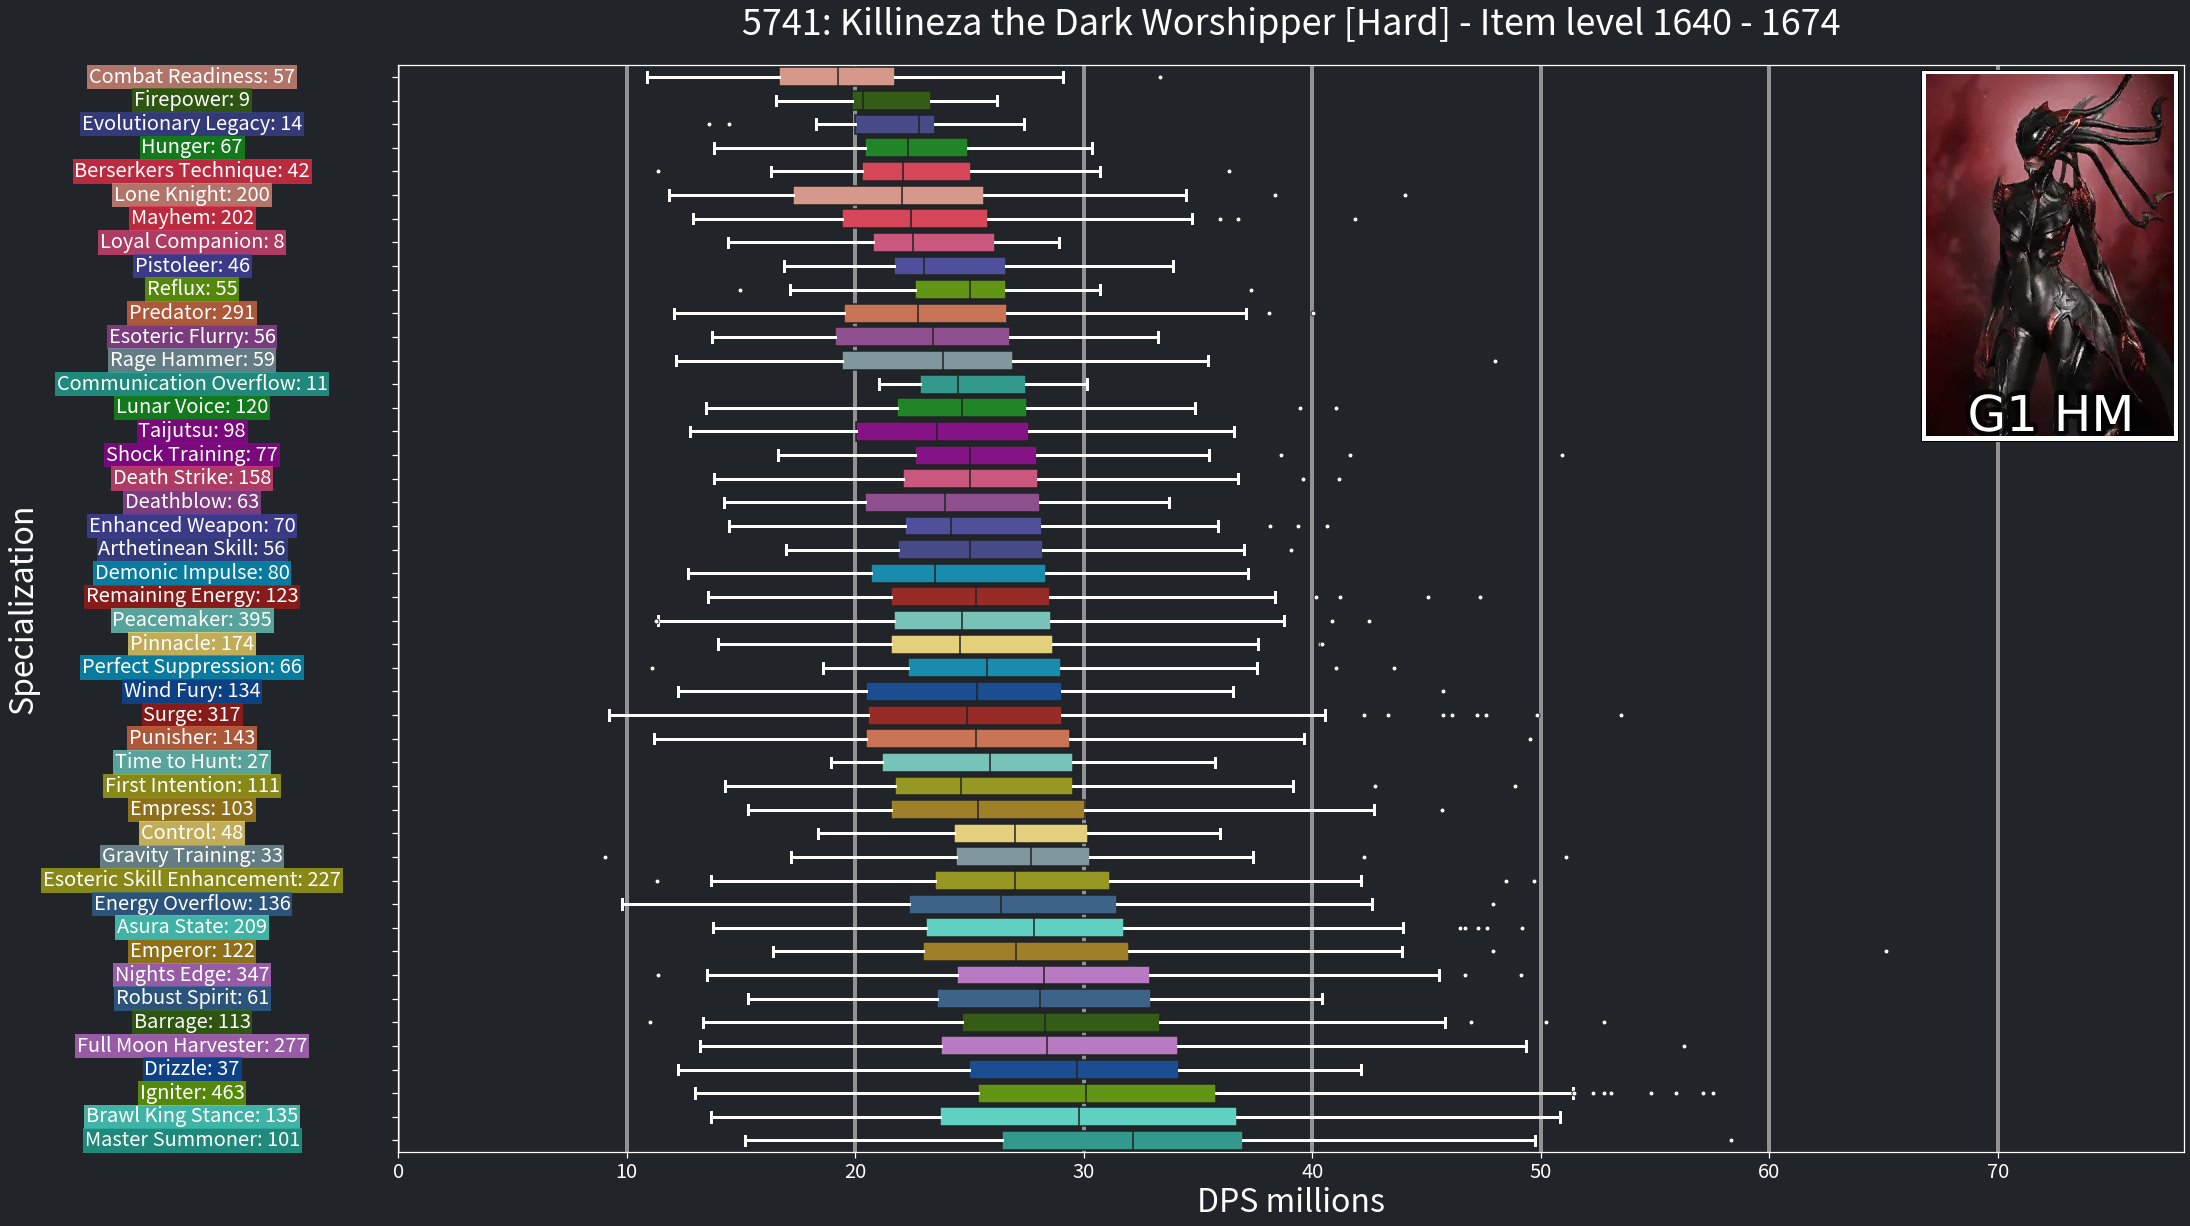 5741: Killineza the Dark Worshipper [Hard] - Item level 1640 - 1674
Combat Readiness: 57
Firepower: 9
Evolutionary Legacy: 14
Hunger: 67
Berserkers Technique: 42
Lone Knight: 200
Mayhem: 202
Loyal Companion: 8
Pistoleer: 46
Reflux: 55
Predator: 291
Esoteric Flurry: 56
Rage Hammer: 59
Communication Overflow: 11
Lunar Voice: 120
Taijutsu: 98
Shock Training: 77
Death Strike: 158
Deathblow: 63
Enhanced Weapon: 70
Arthetinean Skill: 56
Demonic Impulse: 80
Remaining Energy: 123
Peacemaker: 395
Pinnacle: 174
Perfect Suppression: 66
Wind Fury: 134
Surge: 317
Punisher: 143
Time to Hunt: 27
First Intention: 111
Empress: 103
Control: 48
Gravity Training: 33
Esoteric Skill Enhancement: 227
Energy Overflow: 136
Asura State: 209
Emperor: 122
Nights Edge: 347
Robust Spirit: 61
Barrage: 113
Full Moon Harvester: 277
Drizzle: 37
Igniter: 463
Brawl King Stance: 135
Master Summoner: 101
Specialization
G1 HM
0 10 20 30 40 50 60 70
DPS millions